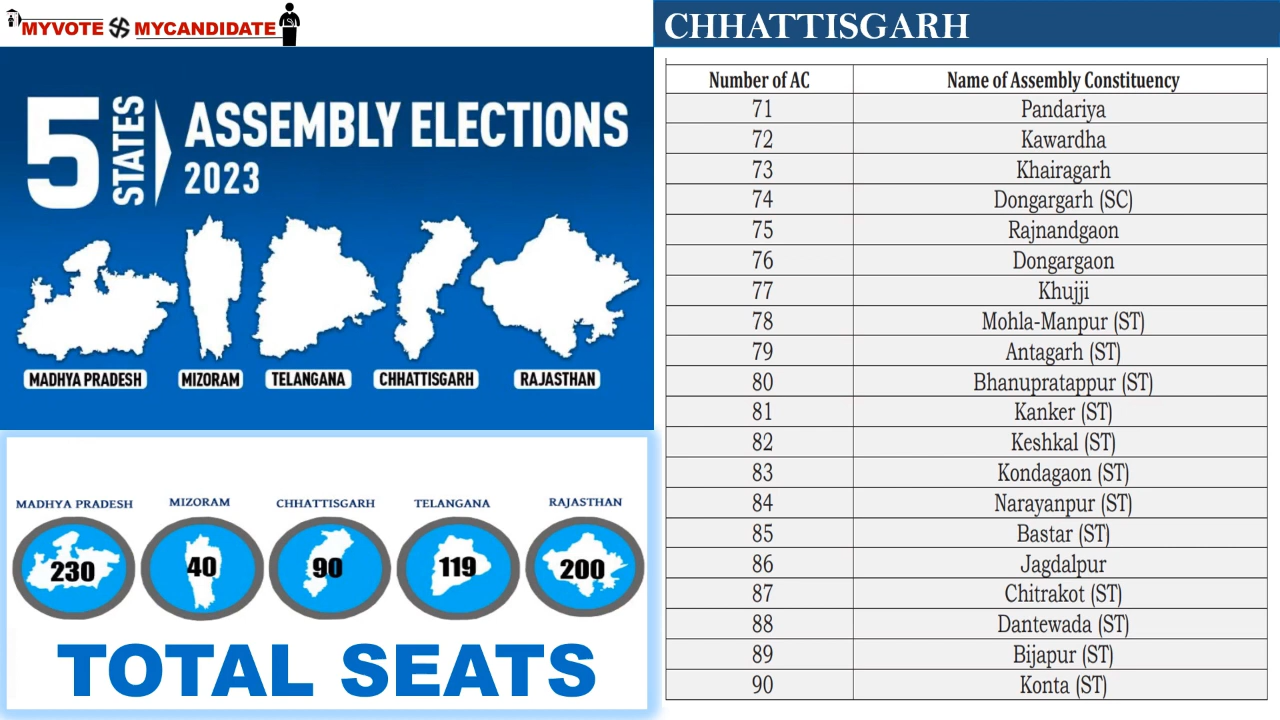 MYVOTE MYCANDIDATE
5 STATES
ASSEMBLY ELECTIONS
2023
MADHYA PRADESH MIZORAM TELANGANA CHHATTISGARH RAJASTHAN
MADHYA PRADESH MIZORAM CHHATTISGARH TELANGANA RAJASTHAN
230 40 90 119 200
TOTAL SEATS
CHHATTISGARH
Number of AC Name of Assembly Constituency
71 Pandariya
72 Kawardha
73 Khairagarh
74 Dongargarh (SC)
75 Rajnandgaon
76 Dongargaon
77 Khujji
78 Mohla-Manpur (ST)
79 Antagarh (ST)
80 Bhanupratappur (ST)
81 Kanker (ST)
82 Keshkal (ST)
83 Kondagaon (ST)
84 Narayanpur (ST)
85 Bastar (ST)
86 Jagdalpur
87 Chitrakot (ST)
88 Dantewada (ST)
89 Bijapur (ST)
90 Konta (ST)